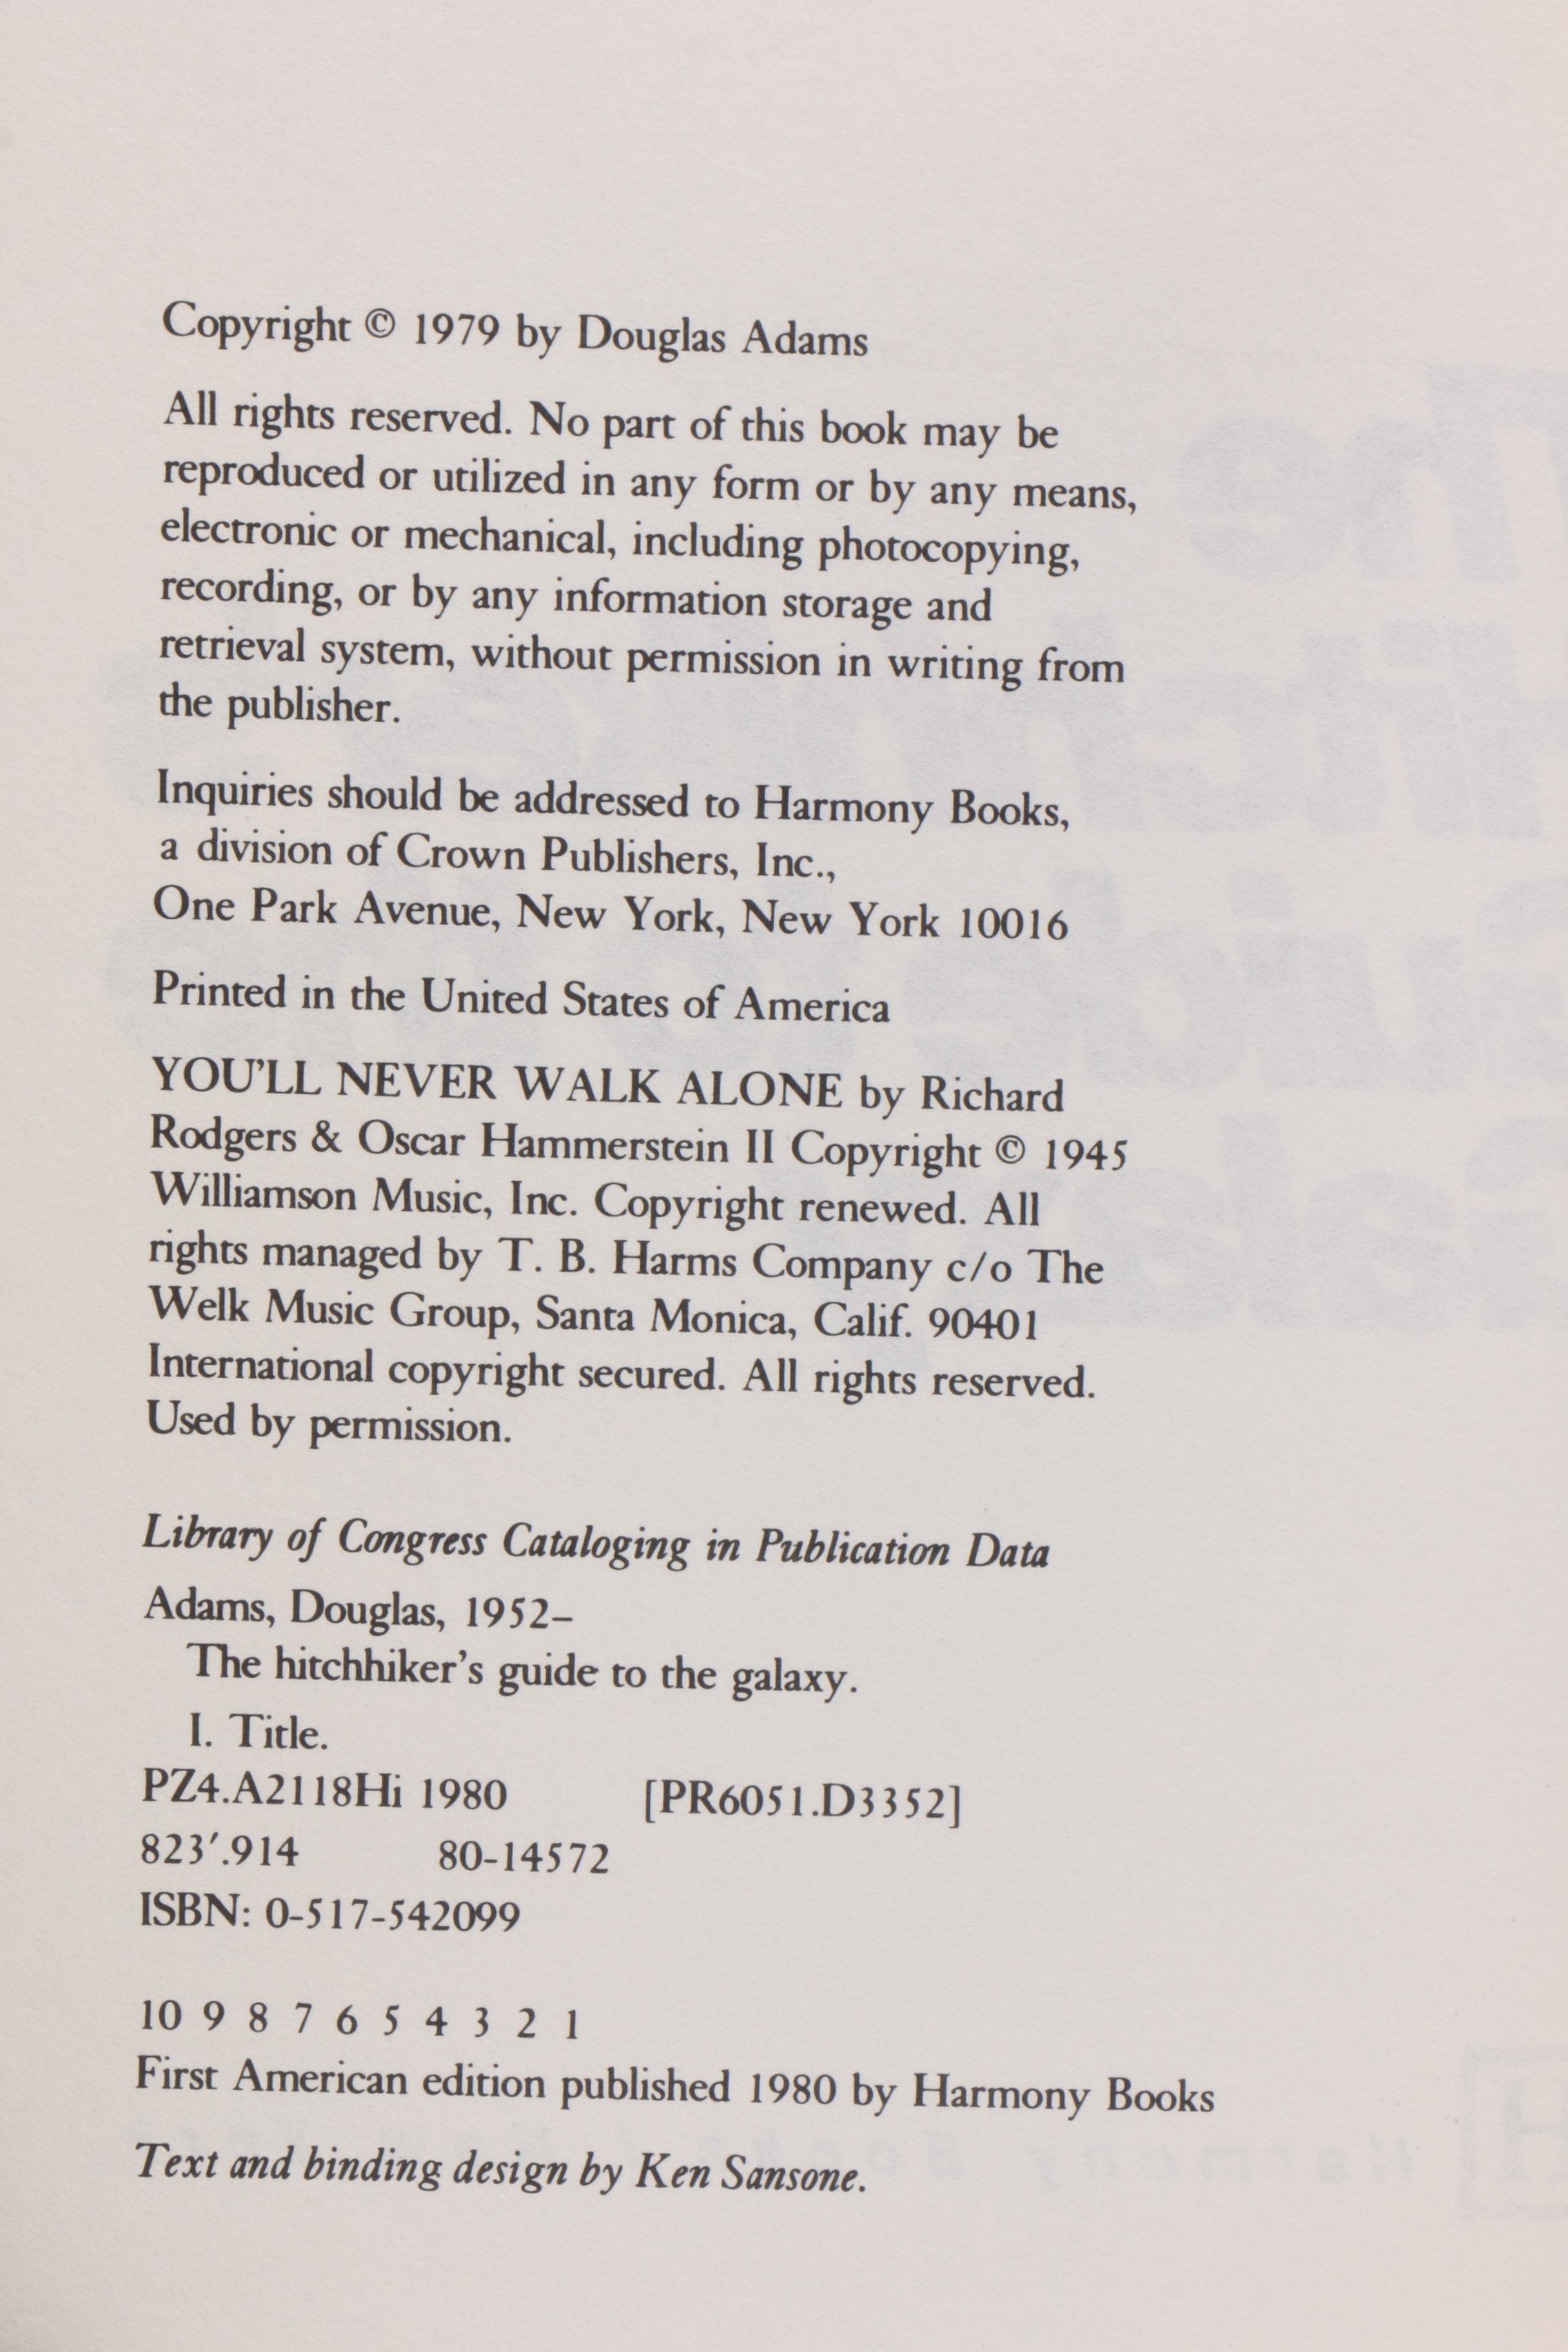 Copyright © 1979 by Douglas Adams
All rights reserved. No part of this book may be
reproduced or utilized in any form or by any means,
electronic or mechanical, including photocopying,
recording, or by any information storage and
retrieval system, without permission in writing from
the publisher.
Inquiries should be addressed to Harmony Books,
a division of Crown Publishers, Inc.,
One Park Avenue, New York, New York 10016
Printed in the United States of America
YOU'LL NEVER WALK ALONE by Richard
Rodgers & Oscar Hammerstein II Copyright © 1945
Williamson Music, Inc. Copyright renewed. All
rights managed by T. B. Harms Company c/o The
Welk Music Group, Santa Monica, Calif. 90401
International copyright secured. All rights reserved.
Used by permission.
Library of Congress Cataloging in Publication Data
Adams, Douglas, 1952–
The hitchhiker's guide to the galaxy.
I. Title.
PZ4.A2118Hi 1980 [PR6051.D3352]
823′.914 80-14572
ISBN: 0-517-542099
10 9 8 7 6 5 4 3 2 1
First American edition published 1980 by Harmony Books
Text and binding design by Ken Sansone.